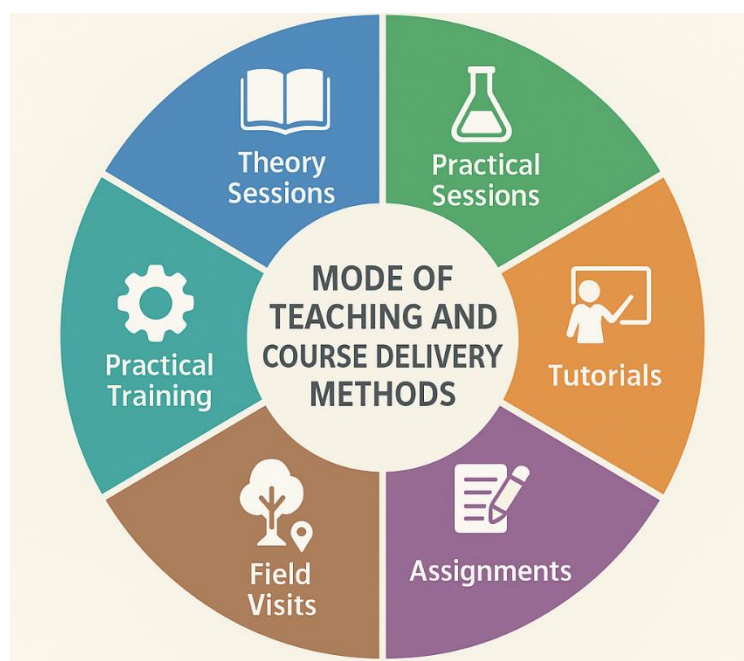 MODE OF
TEACHING AND
COURSE DELIVERY
METHODS
Theory
Sessions
Practical
Sessions
Tutorials
Assignments
Field
Visits
Practical
Training